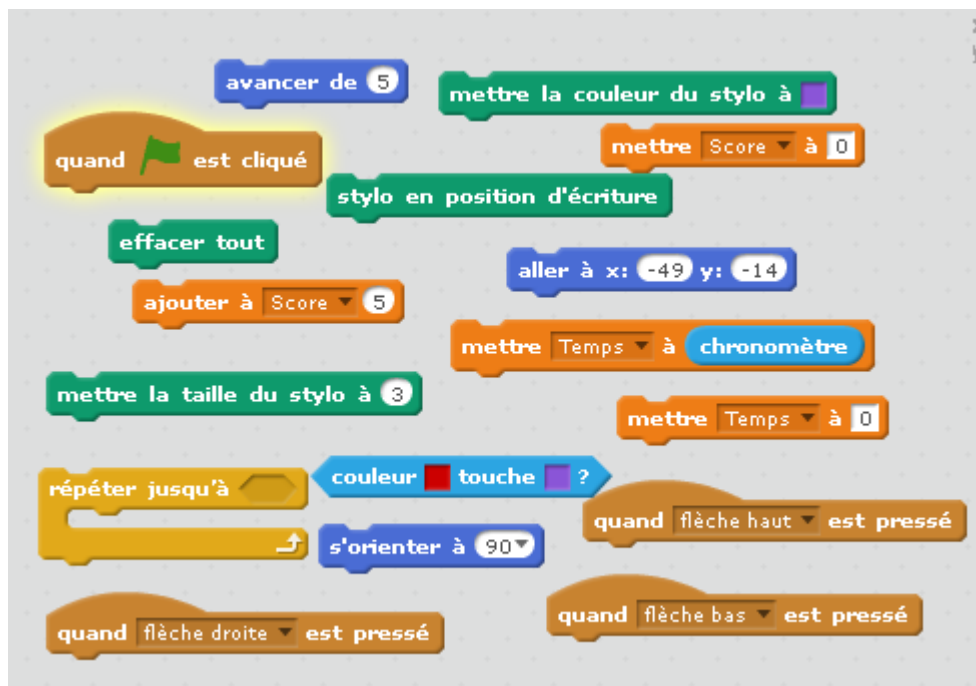 avancer de 5
mettre la couleur du stylo à
quand est cliqué
mettre Score à 0
stylo en position d'écriture
effacer tout
aller à x: -49 y: -14
ajouter à Score 5
mettre Temps à chronomètre
mettre la taille du stylo à 3
mettre Temps à 0
répéter jusqu'à
couleur touche ?
quand flèche haut est pressé
s'orienter à 90
quand flèche droite est pressé
quand flèche bas est pressé